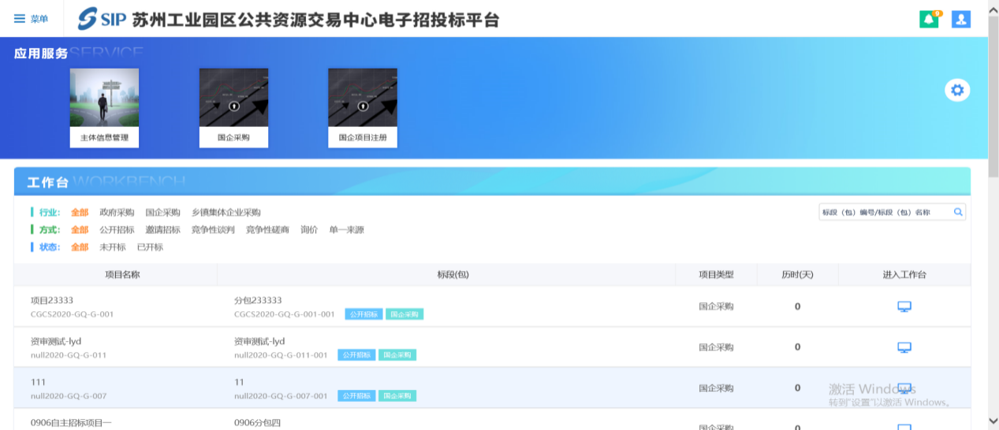 菜单
SIP 苏州工业园区公共资源交易中心电子招投标平台
9
应用服务 SERVICE
主体信息管理 国企采购 国企项目注册
工作台 WORKBENCH
行业: 全部 政府采购 国企采购 乡镇集体企业采购
标段（包）编号/标段（包）名称
方式: 全部 公开招标 邀请招标 竞争性谈判 竞争性磋商 询价 单一来源
状态: 全部 未开标 已开标
项目名称 标段(包) 项目类型 历时(天) 进入工作台
项目23333 分包233333
CGCS2020-GQ-G-001 CGCS2020-GQ-G-001-001 公开招标 国企采购 国企采购 0
资审测试-lyd 资审测试-lyd
null2020-GQ-G-011 null2020-GQ-G-011-001 公开招标 国企采购 国企采购 0
111 11
null2020-GQ-G-007 null2020-GQ-G-007-001 公开招标 国企采购 国企采购 0
激活 Windows
转到"设置"以激活 Windows。
0906自主招标项目一 0906分包四
国企采购 0